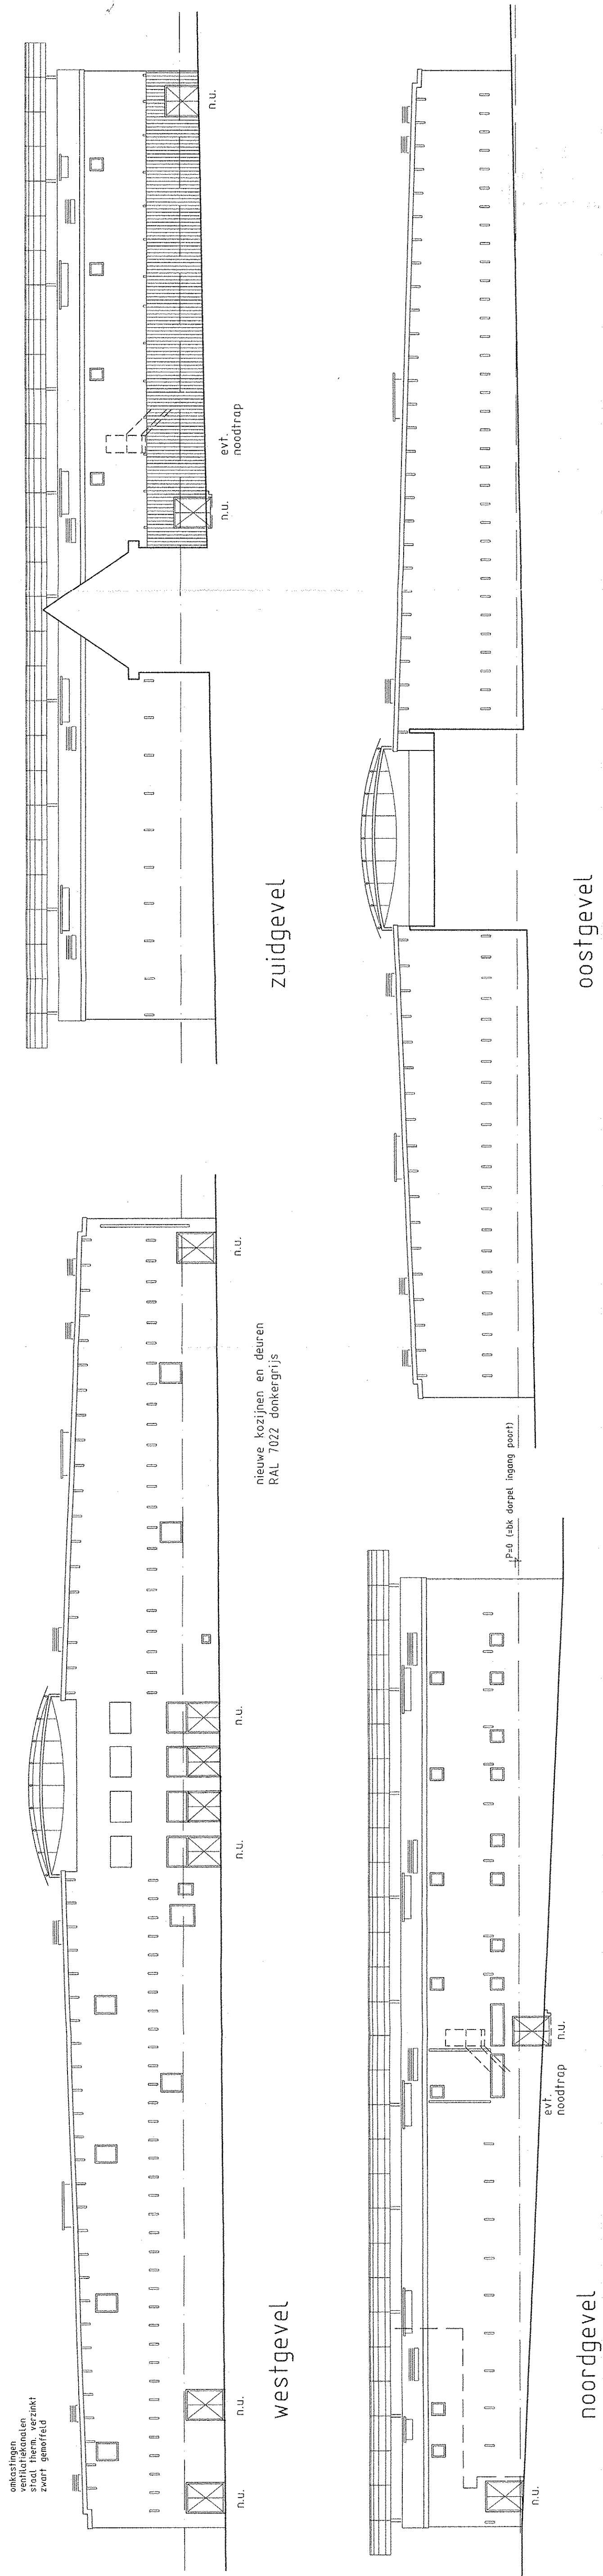 omkastingen
ventilatiekanalen
staal therm. verzinkt
zwart gemoffeld
n.u.
n.u.
n.u.
n.u.
n.u.
westgevel
nieuwe kozijnen en deuren
RAL 7022 donkergrijs
n.u.
evt.
noodtrap
n.u.
zuidgevel
n.u.
evt.
noodtrap
n.u.
noordgevel
P=0 (=bk dorpel ingang poort)
oostgevel